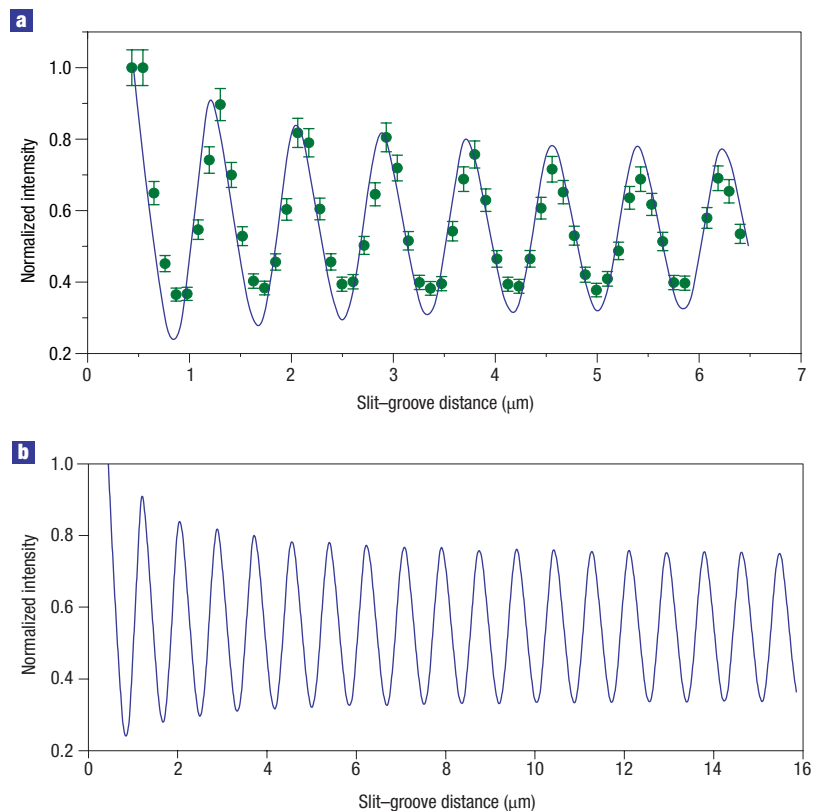 a
Normalized intemsity
1.0
0.8
0.6
0.4
0.2
0 1 2 3 4 5 6 7
Slit–groove distance (μm)
b
Normalized intensity
1.0
0.8
0.6
0.4
0.2
0 2 4 6 8 10 12 14 16
Slit–groove distance (μm)